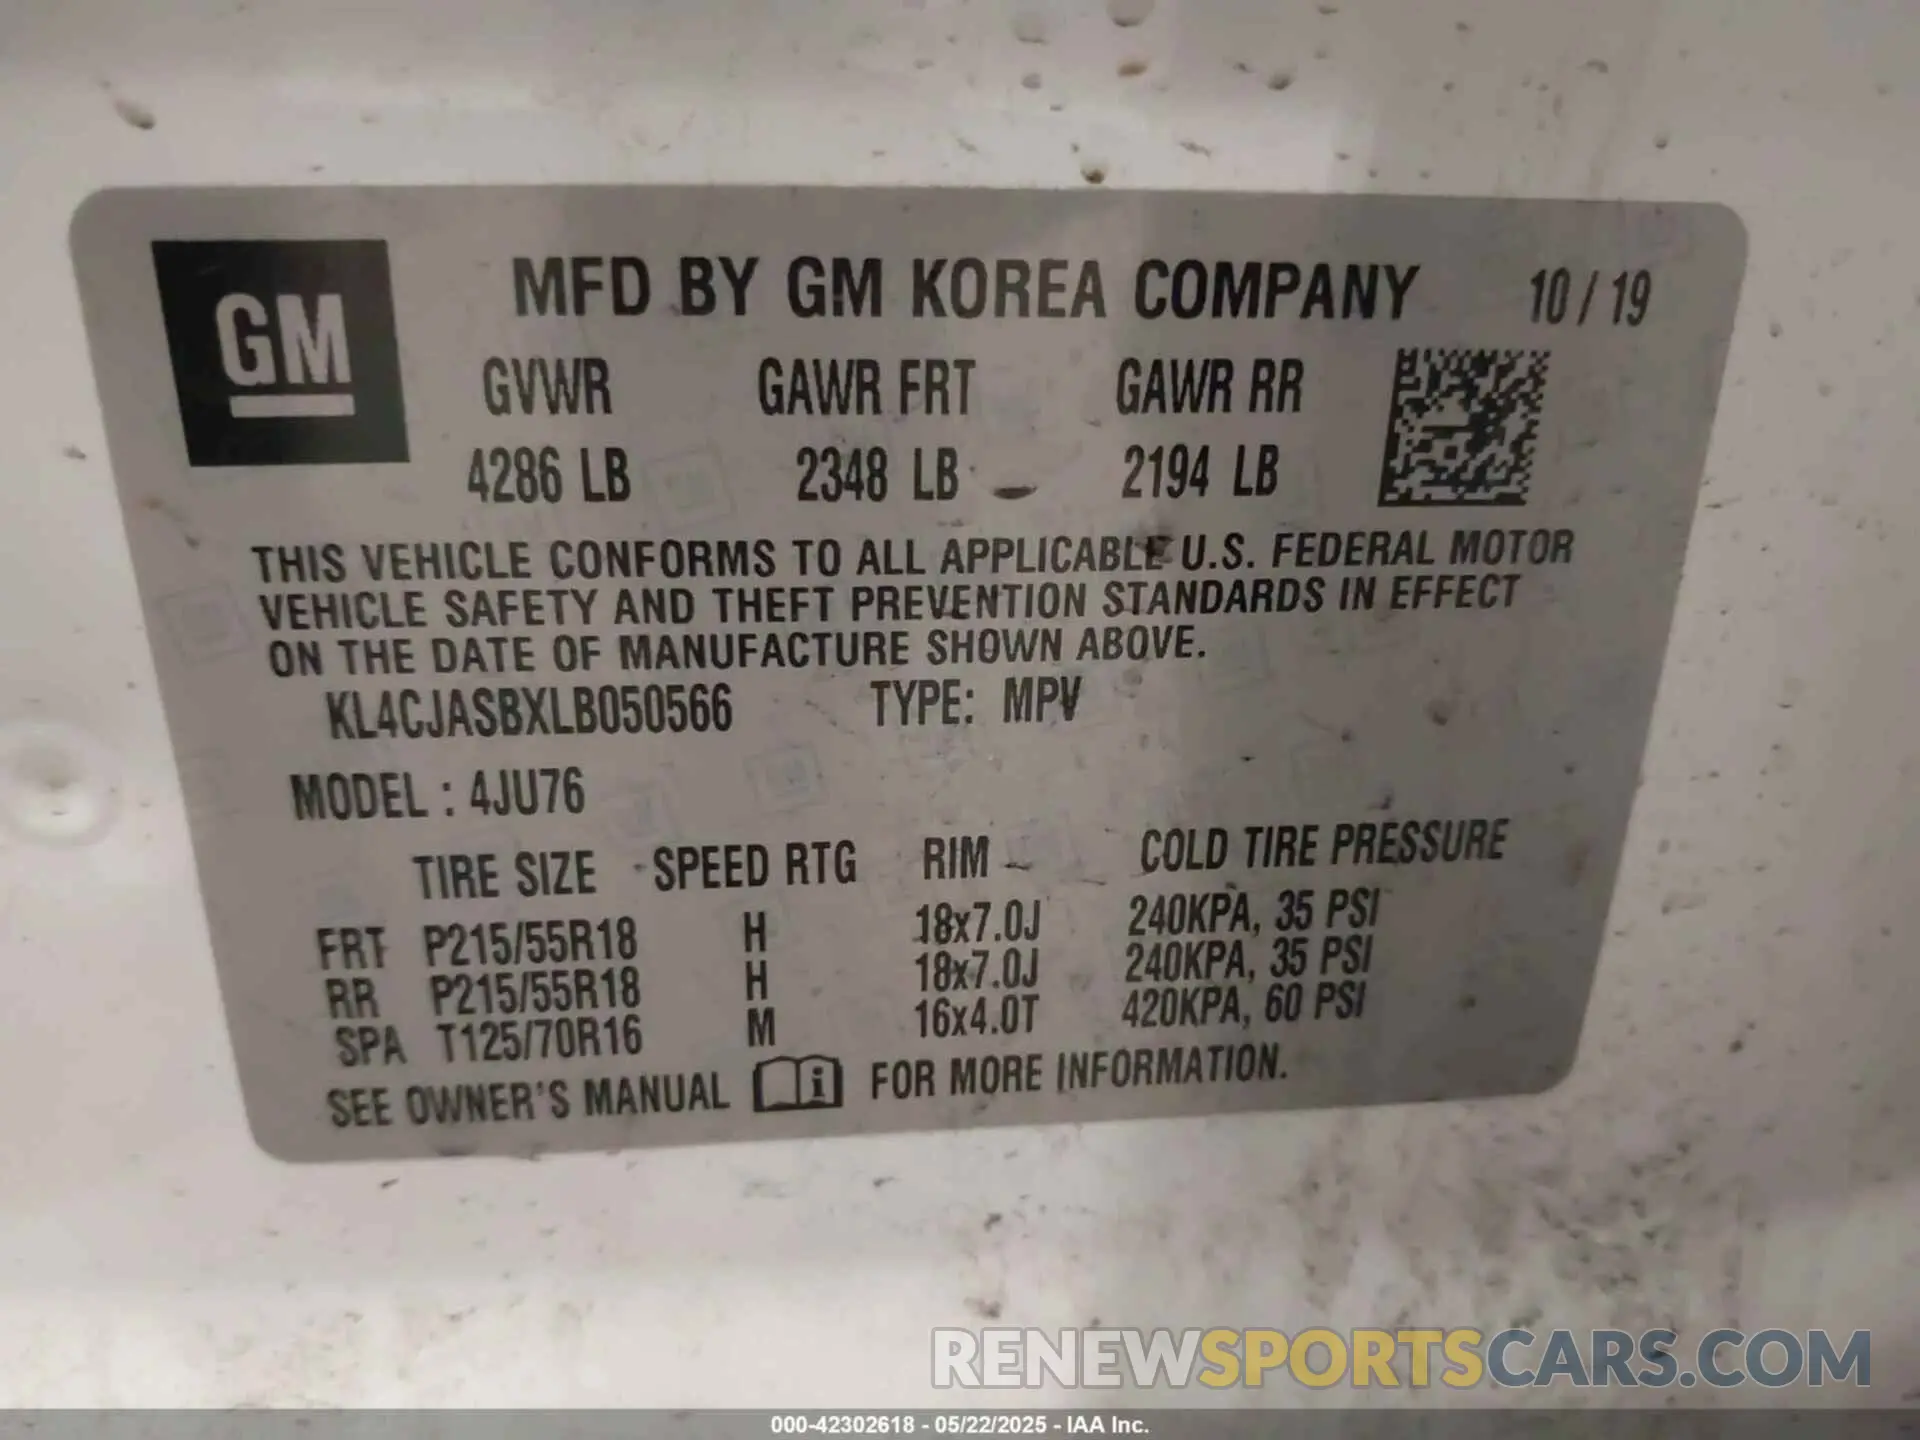 GM
MFD BY GM KOREA COMPANY 10 / 19
GVWR GAWR FRT GAWR RR
4286 LB 2348 LB 2194 LB
THIS VEHICLE CONFORMS TO ALL APPLICABLE U.S. FEDERAL MOTOR
VEHICLE SAFETY AND THEFT PREVENTION STANDARDS IN EFFECT
ON THE DATE OF MANUFACTURE SHOWN ABOVE.
KL4CJASBXLB050566 TYPE: MPV
MODEL : 4JU76
TIRE SIZE SPEED RTG RIM COLD TIRE PRESSURE
FRT P215/55R18 H 18x7.0J 240KPA, 35 PSI
RR P215/55R18 H 18x7.0J 240KPA, 35 PSI
SPA T125/70R16 M 16x4.0T 420KPA, 60 PSI
SEE OWNER'S MANUAL i FOR MORE INFORMATION.
RENEWSPORTSCARS.COM
000-42302618 - 05/22/2025 - IAA Inc.